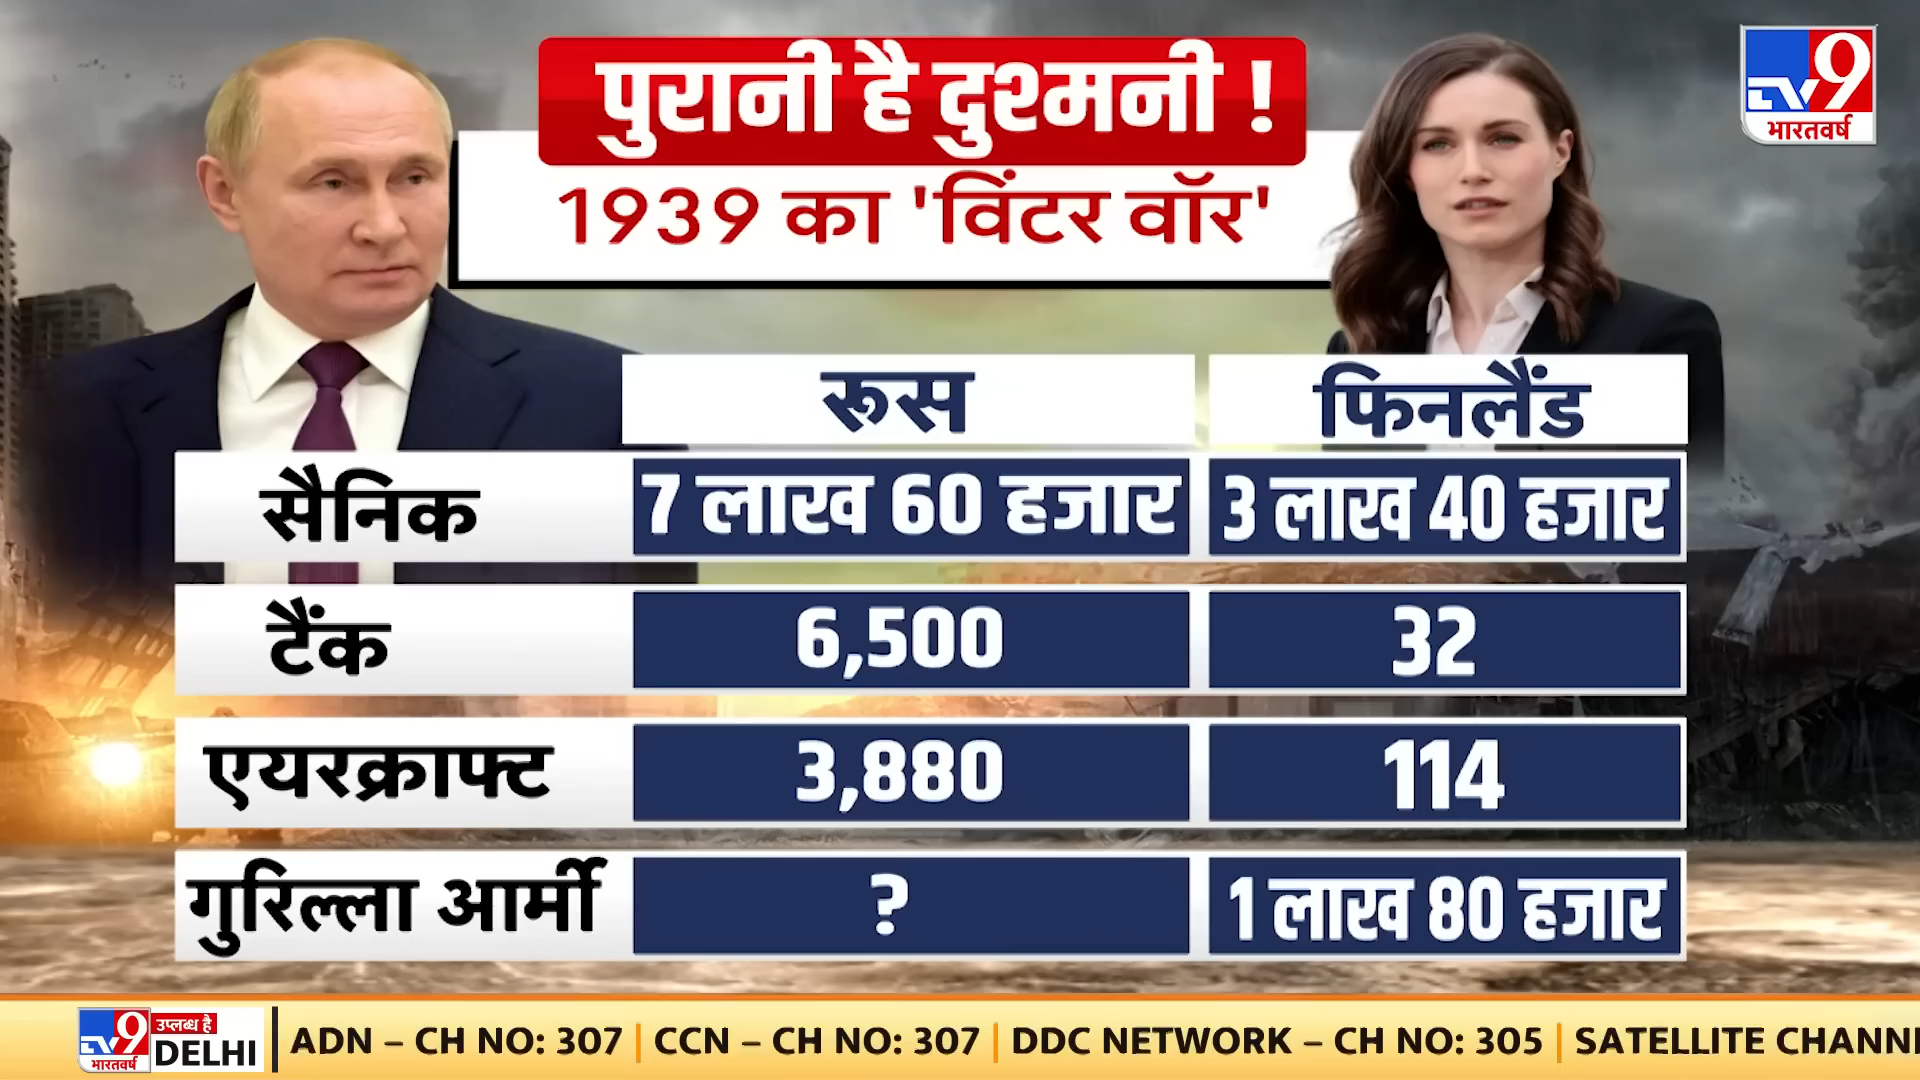 पुरानी है दुश्मनी !
1939 का 'विंटर वॉर'
TV9
भारतवर्ष
रूस फिनलैंड
सैनिक 7 लाख 60 हजार 3 लाख 40 हजार
टैंक 6,500 32
एयरक्राफ्ट 3,880 114
गुरिल्ला आर्मी ? 1 लाख 80 हजार
TV9 भारतवर्ष उप्लब्ध है DELHI ADN – CH NO: 307 | CCN – CH NO: 307 | DDC NETWORK – CH NO: 305 | SATELLITE CHANN